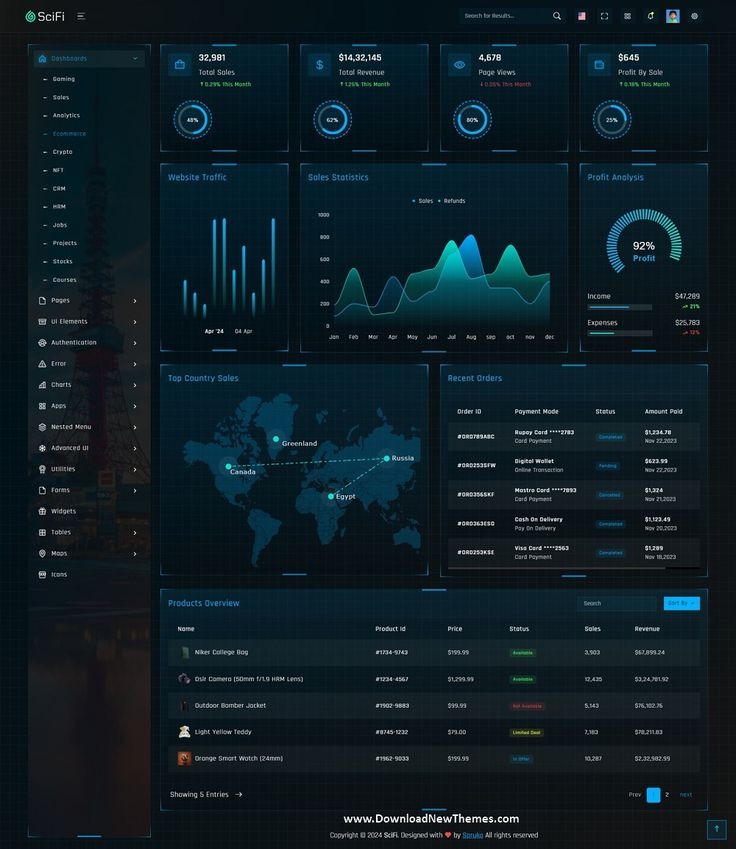 SciFi
Search for Results...
Dashboards
Gaming
Sales
Analytics
Ecommerce
Crypto
NFT
CRM
HRM
Jobs
Projects
Stocks
Courses
Pages
Ui Elements
Authentication
Error
Charts
Apps
Nested Menu
Advanced UI
Utilities
Forms
Widgets
Tables
Maps
Icons
32,981
Total Sales
0.29% This Month
48%
$14,32,145
Total Revenue
1.25% This Month
62%
4,678
Page Views
0.05% This Month
80%
$645
Profit By Sale
0.18% This Month
25%
Website Traffic
Apr '24 04 Apr
Sales Statistics
Sales Refunds
1000
800
600
400
200
0
Jan Feb Mar Apr May Jun Jul Aug sep oct nov dec
Profit Analysis
92%
Profit
Income $47,289
21%
Expenses $25,783
12%
Top Country Sales
Greenland
Canada
Russia
Egypt
Recent Orders
Order ID Payment Mode Status Amount Paid
#ORD789ABC Rupay Card ****2783 Completed $1,234.78
Card Payment Nov 22,2023
#ORD253SFW Digital Wallet Pending $623.99
Online Transaction Nov 22,2023
#ORD356SKF Mastro Card ****7893 Cancelled $1,324
Card Payment Nov 21,2023
#ORD363ESD Cash On Delivery Completed $1,123.49
Pay On Delivery Nov 20,2023
#ORD253KSE Visa Card ****2563 Completed $1,289
Card Payment Nov 18,2023
Products Overview
Search
Sort By
Name Product Id Price Status Sales Revenue
Niker College Bag #1734-9743 $199.99 Available 3,903 $67,899.24
Dslr Camera (50mm f/1.9 HRM Lens) #1234-4567 $1,299.99 Available 12,435 $3,24,781.92
Outdoor Bomber Jacket #1902-9883 $99.99 Not Available 5,143 $76,102.76
Light Yellow Teddy #8745-1232 $79.00 Limited Deal 7,183 $78,211.83
Orange Smart Watch (24mm) #1962-9033 $199.99 In Offer 10,287 $2,32,982.99
Showing 5 Entries
Prev 1 2 next
www.DownloadNewThemes.com
Copyright © 2024 SciFi. Designed with ❤ by Spruko All rights reserved